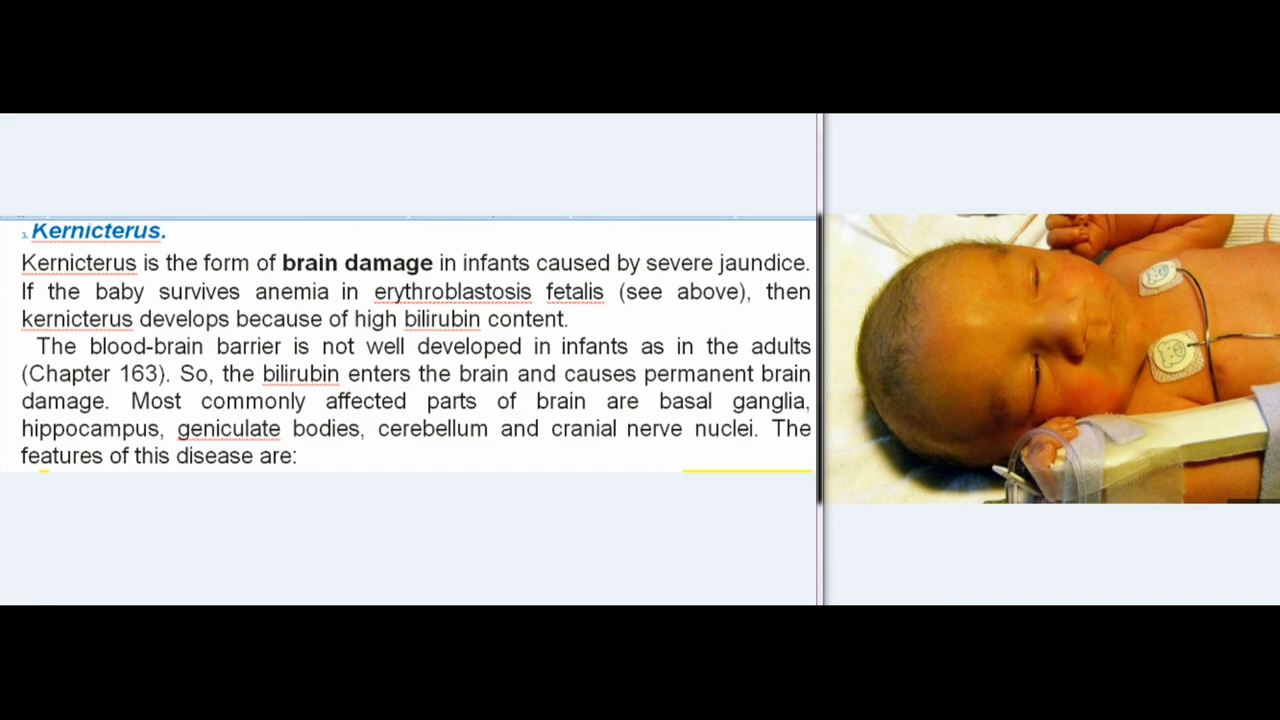 3. Kernicterus.
Kernicterus is the form of brain damage in infants caused by severe jaundice.
If the baby survives anemia in erythroblastosis fetalis (see above), then
kernicterus develops because of high bilirubin content.
The blood-brain barrier is not well developed in infants as in the adults
(Chapter 163). So, the bilirubin enters the brain and causes permanent brain
damage. Most commonly affected parts of brain are basal ganglia,
hippocampus, geniculate bodies, cerebellum and cranial nerve nuclei. The
features of this disease are: